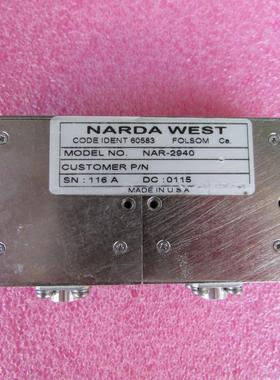 NARDA WEST
CODE IDENT 60583 FOLSOM Ca.
MODEL NO. NAR-2940
CUSTOMER P/N
SN : 116 A DC : 0115
MADE IN U.S.A